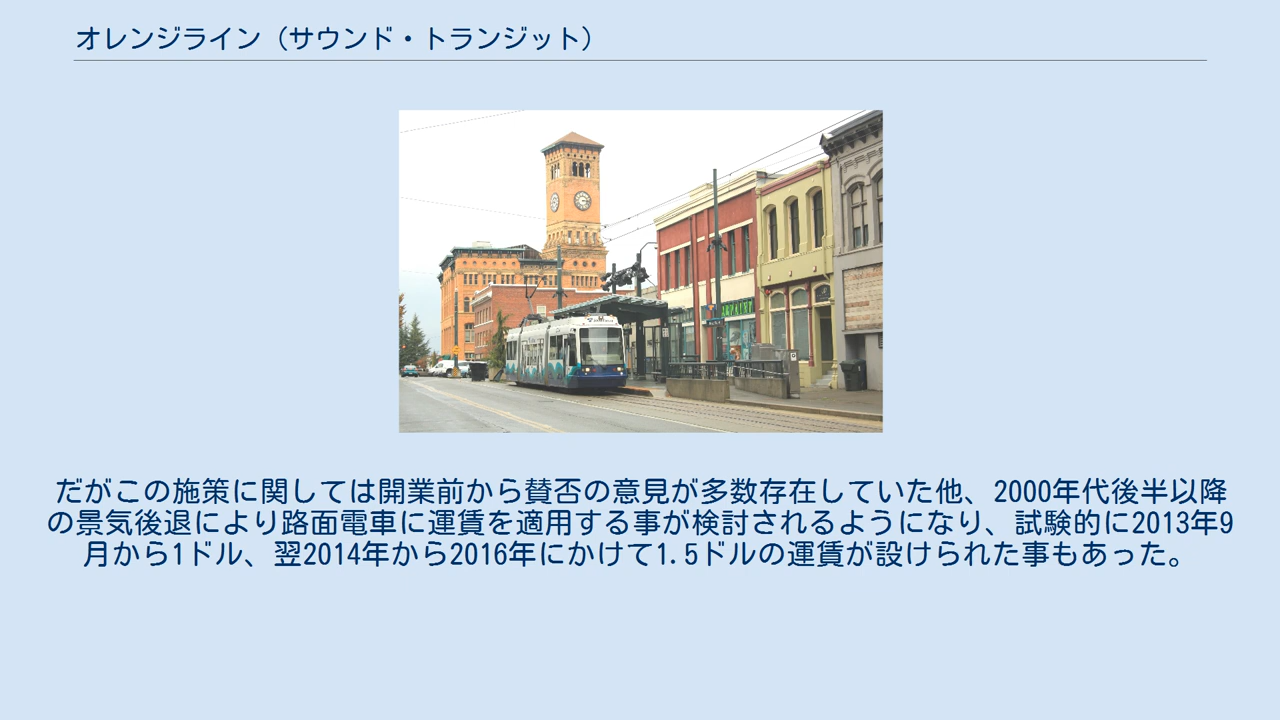 オレンジライン（サウンド・トランジット）
だがこの施策に関しては開業前から賛否の意見が多数存在していた他、2000年代後半以降
の景気後退により路面電車に運賃を適用する事が検討されるようになり、試験的に2013年9
月から1ドル、翌2014年から2016年にかけて1.5ドルの運賃が設けられた事もあった。